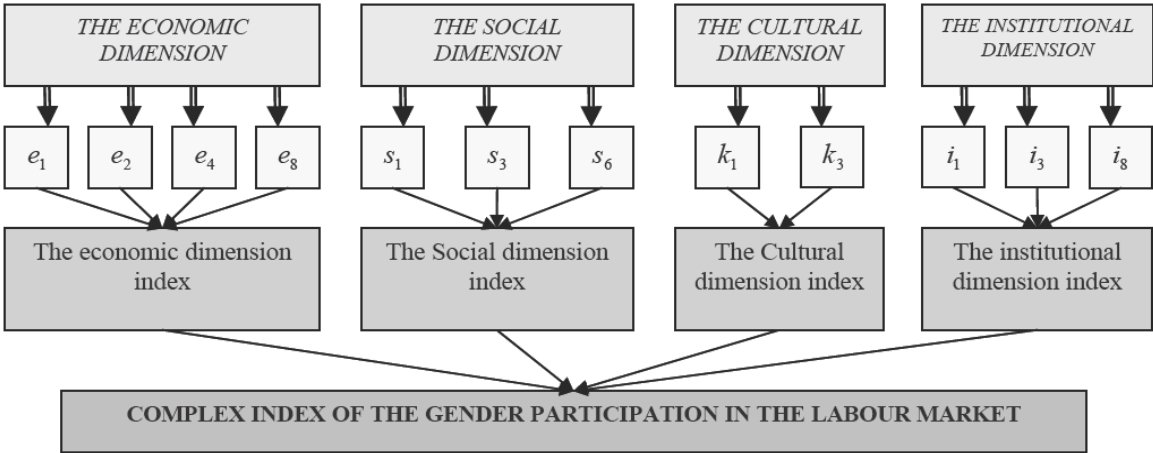 THE ECONOMIC
DIMENSION
THE SOCIAL
DIMENSION
THE CULTURAL
DIMENSION
THE INSTITUTIONAL
DIMENSION
e₁ e₂ e₄ e₈ s₁ s₃ s₆ k₁ k₃ i₁ i₃ i₈
The economic dimension
index
The Social dimension
index
The Cultural
dimension index
The institutional
dimension index
COMPLEX INDEX OF THE GENDER PARTICIPATION IN THE LABOUR MARKET